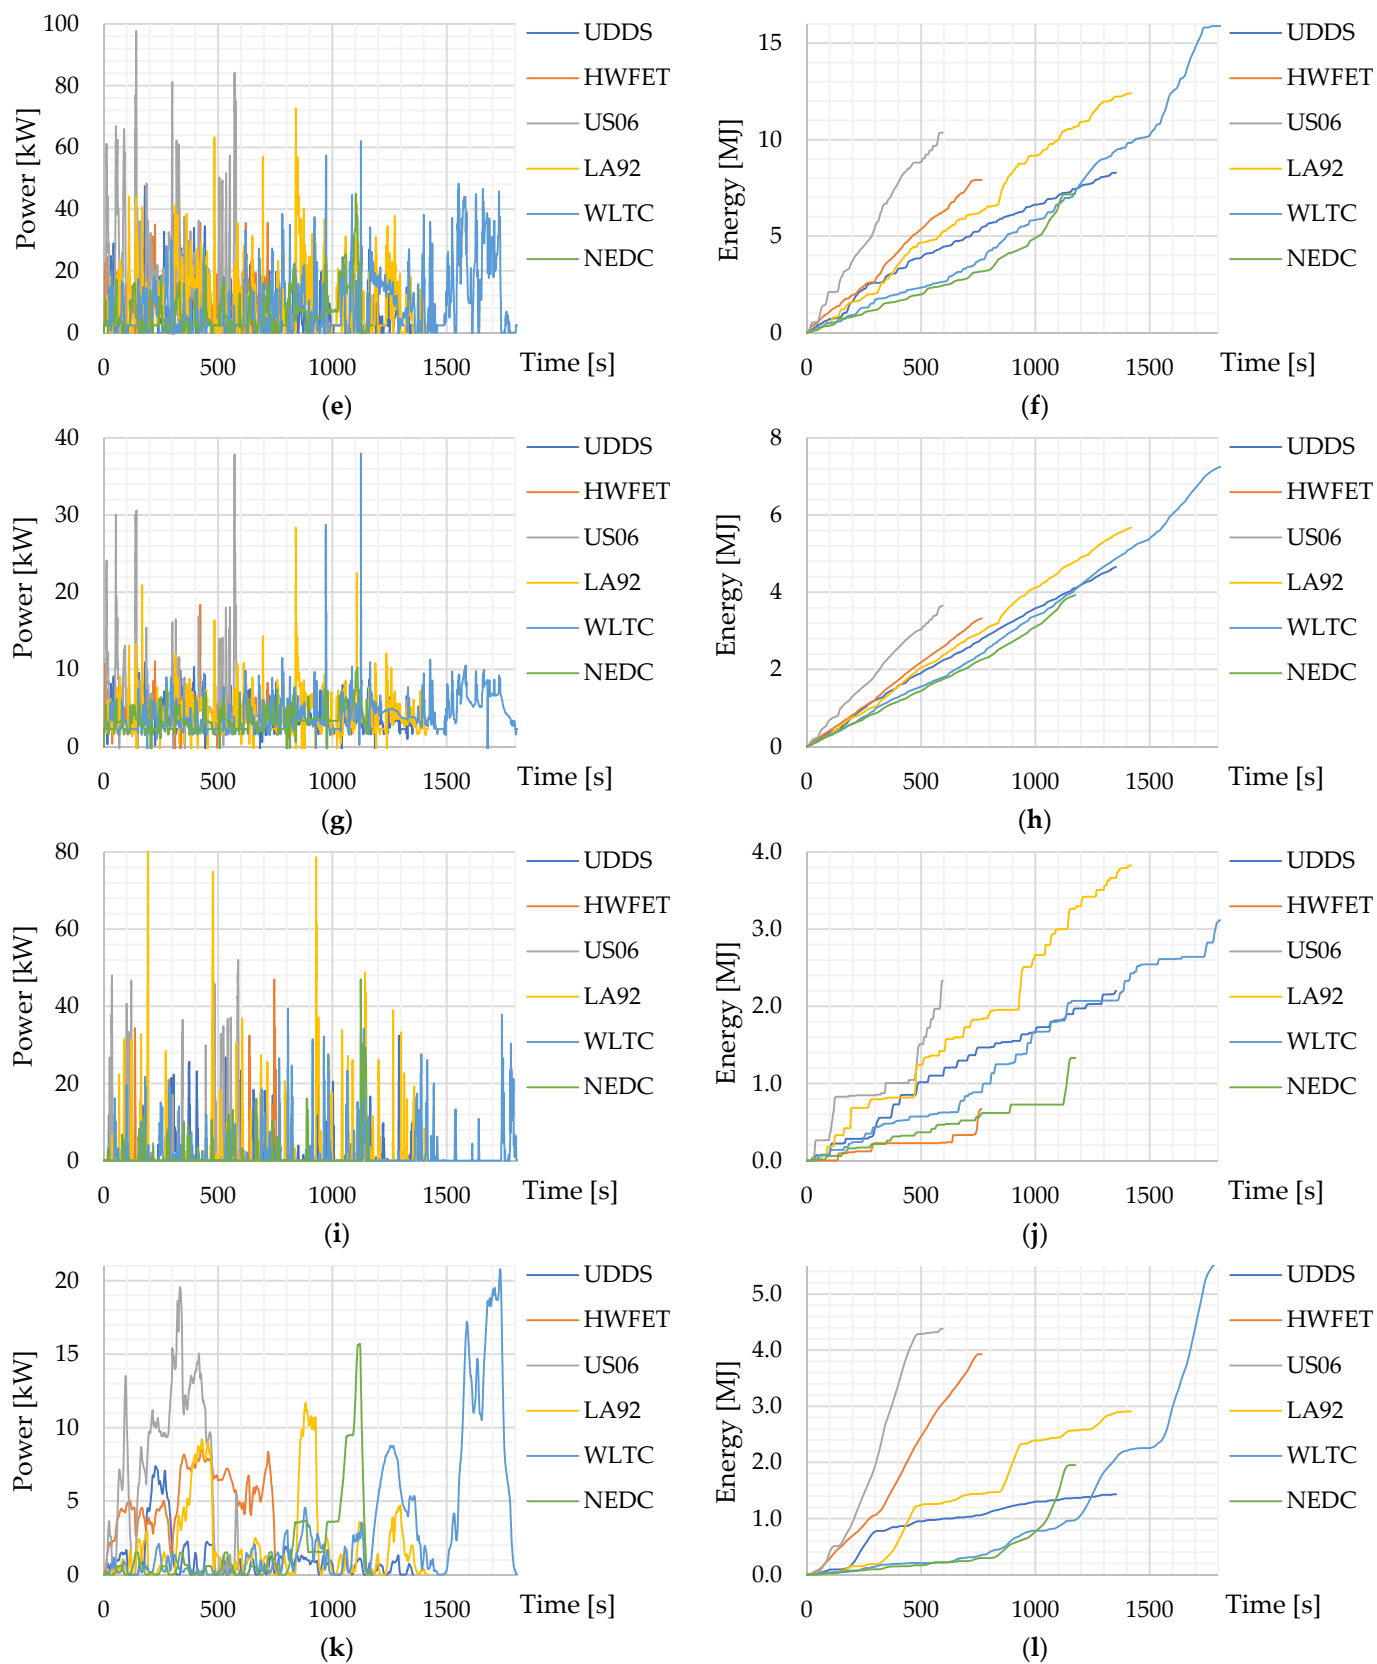 100
80
60
40
20
0
Power [kW]
0 500 1000 1500 Time [s]
UDDS
HWFET
US06
LA92
WLTC
NEDC
(e)
15
10
5
0
Energy [MJ]
0 500 1000 1500 Time [s]
UDDS
HWFET
US06
LA92
WLTC
NEDC
(f)
40
30
20
10
0
Power [kW]
0 500 1000 1500 Time [s]
UDDS
HWFET
US06
LA92
WLTC
NEDC
(g)
8
6
4
2
0
Energy [MJ]
0 500 1000 1500 Time [s]
UDDS
HWFET
US06
LA92
WLTC
NEDC
(h)
80
60
40
20
0
Power [kW]
0 500 1000 1500 Time [s]
UDDS
HWFET
US06
LA92
WLTC
NEDC
(i)
4.0
3.0
2.0
1.0
0.0
Energy [MJ]
0 500 1000 1500 Time [s]
UDDS
HWFET
US06
LA92
WLTC
NEDC
(j)
20
15
10
5
0
Power [kW]
0 500 1000 1500 Time [s]
UDDS
HWFET
US06
LA92
WLTC
NEDC
(k)
5.0
4.0
3.0
2.0
1.0
0.0
Energy [MJ]
0 500 1000 1500 Time [s]
UDDS
HWFET
US06
LA92
WLTC
NEDC
(l)